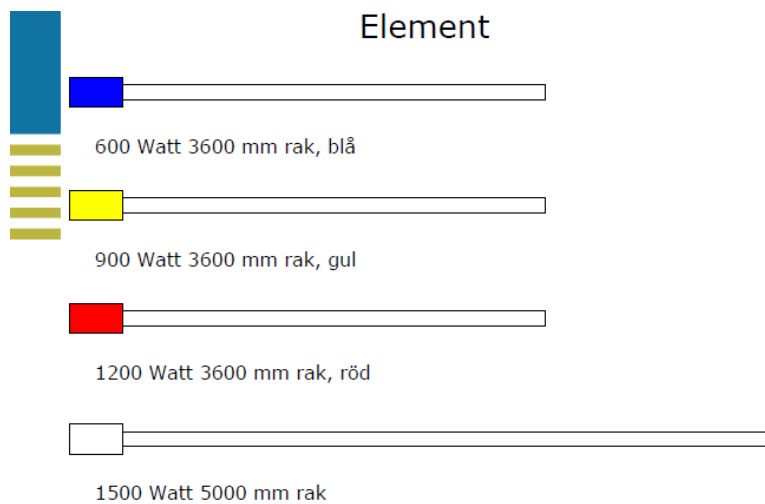 Element
600 Watt 3600 mm rak, blå
900 Watt 3600 mm rak, gul
1200 Watt 3600 mm rak, röd
1500 Watt 5000 mm rak